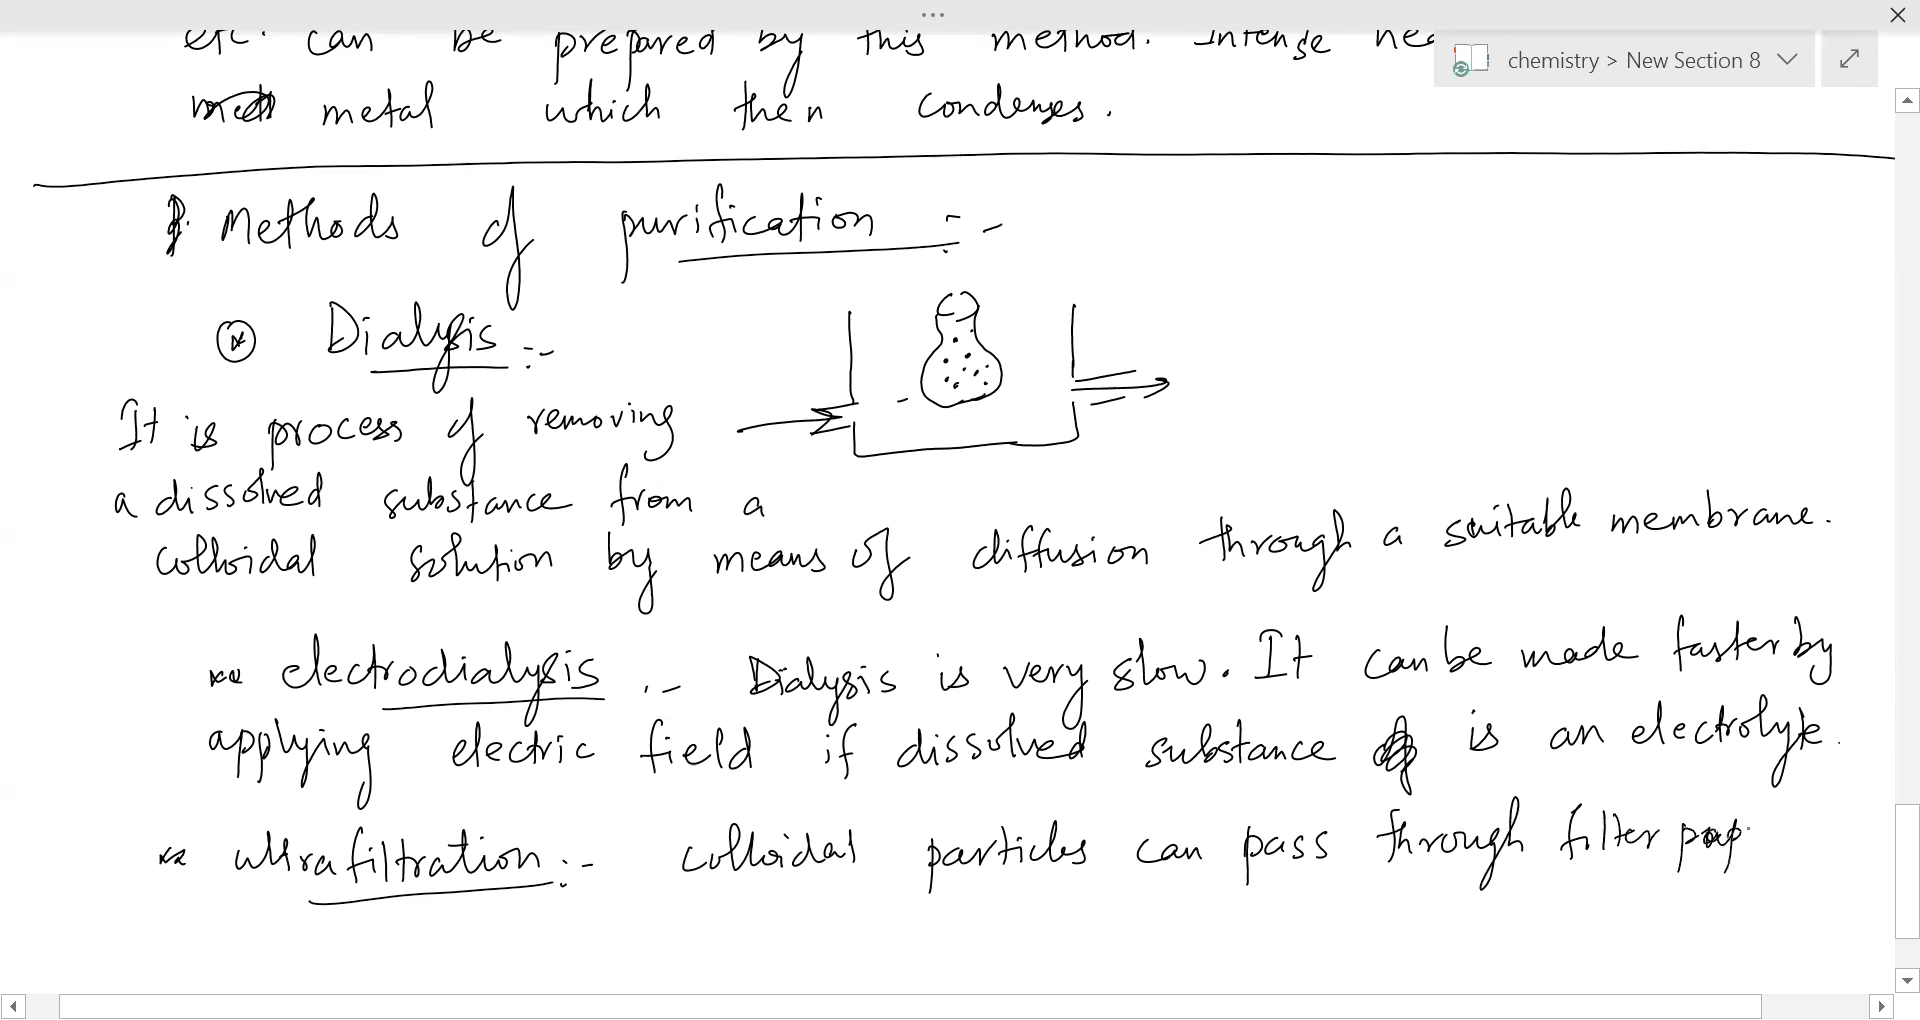 etc. can be prepared by this method. Intense hea
chemistry > New Section 8
metal which then condenses.
Methods of purification :-
Dialysis :-
It is process of removing
a dissolved substance from a
colloidal solution by means of diffusion through a suitable membrane.
** electrodialysis :- Dialysis is very slow. It can be made faster by
applying electric field if dissolved substance is an electrolyte.
** ultrafiltration :- colloidal particles can pass through filter pap